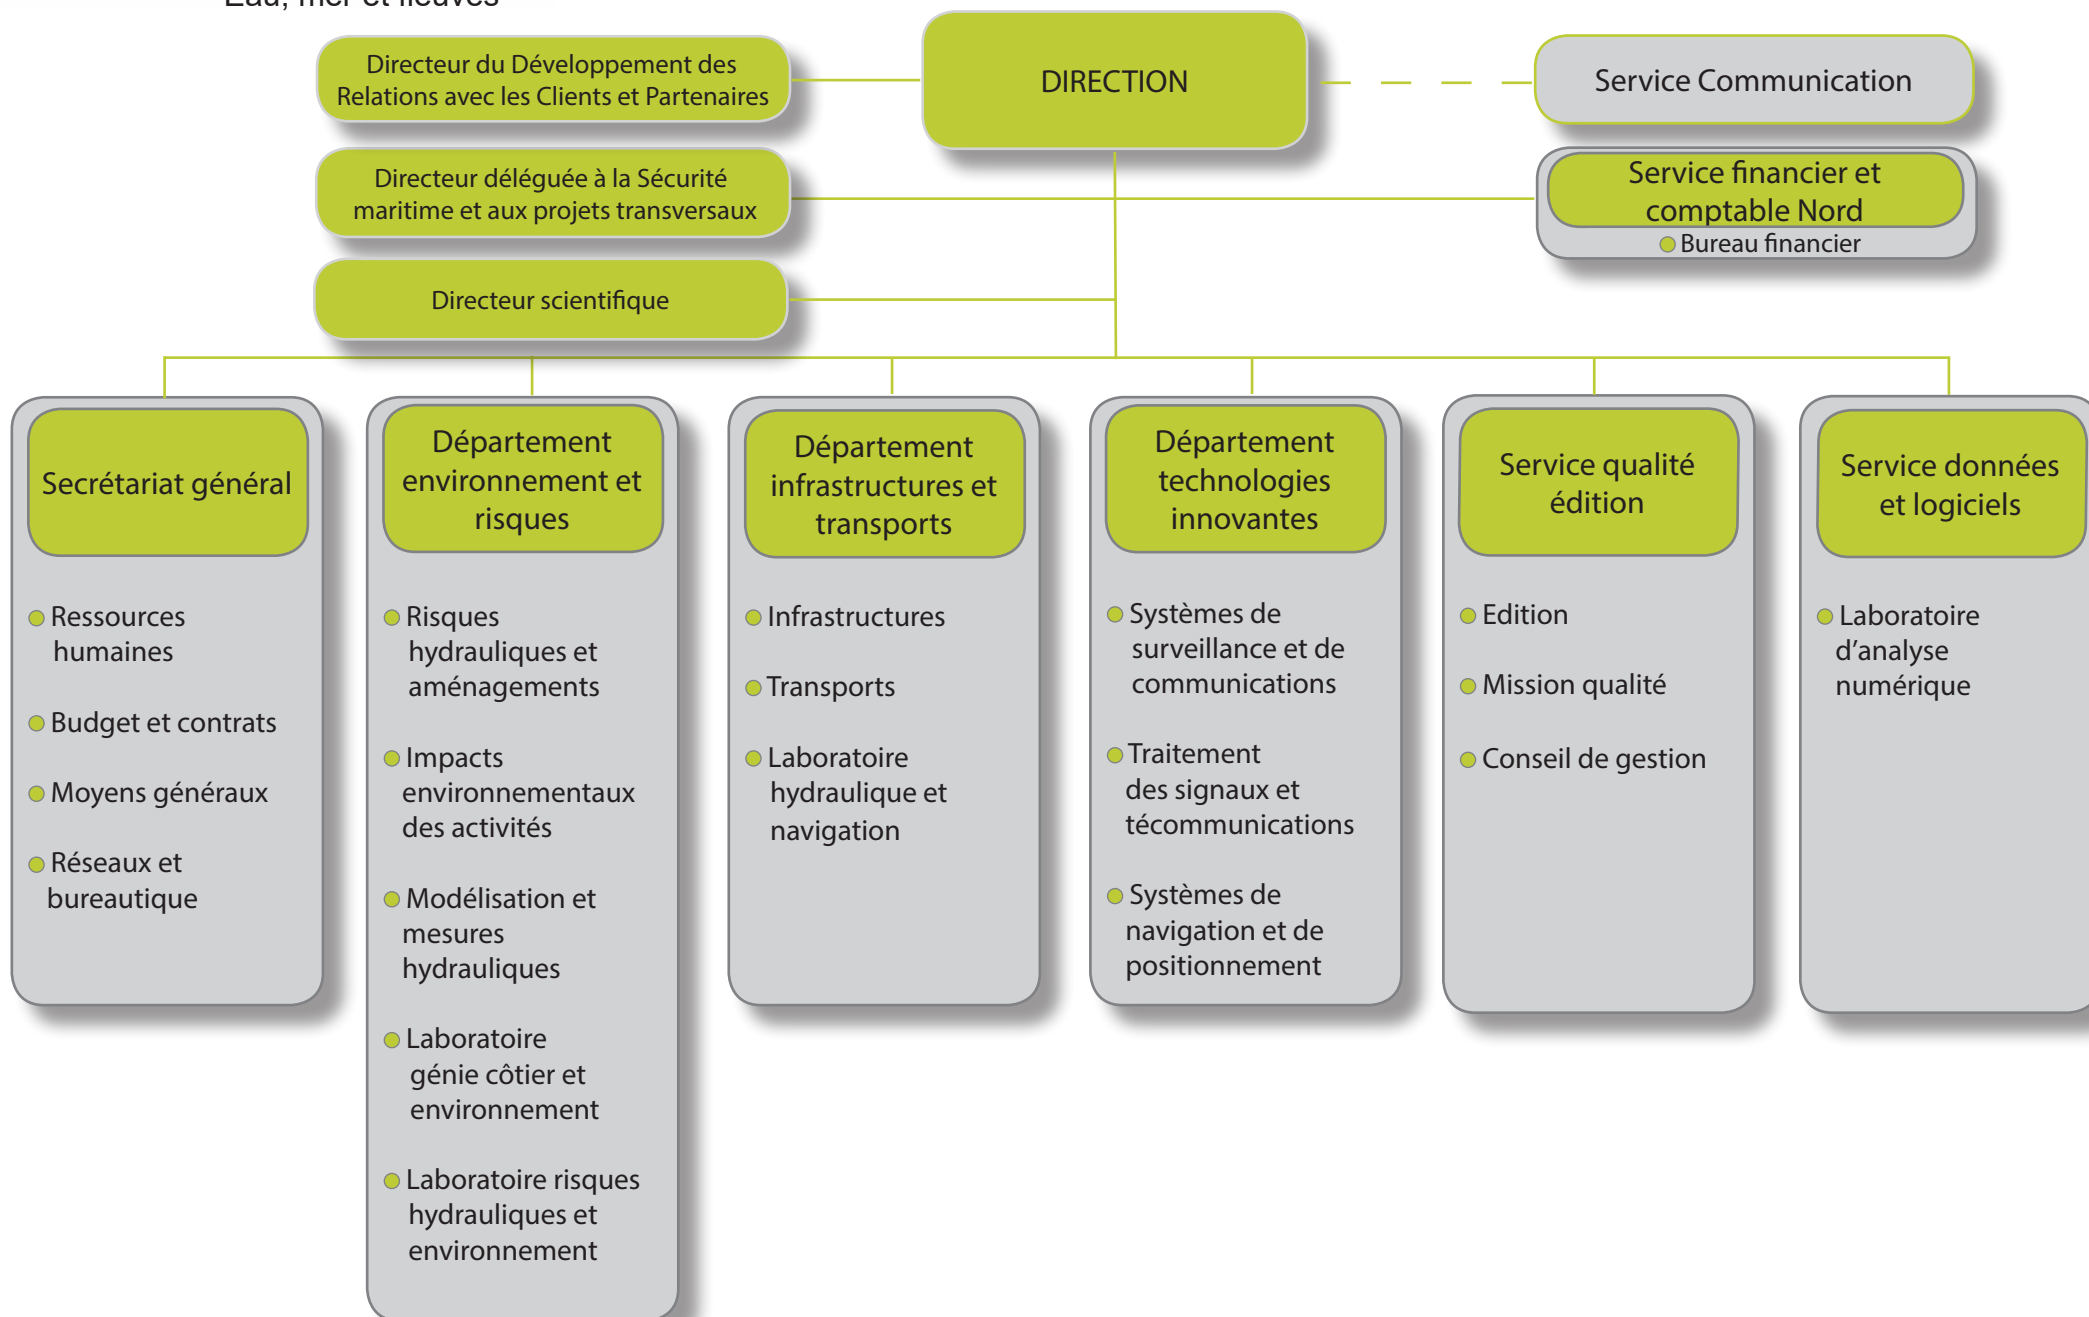 Eau, mer et fleuves
Directeur du Développement des
Relations avec les Clients et Partenaires
DIRECTION
Service Communication
Directeur déléguée à la Sécurité
maritime et aux projets transversaux
Service financier et
comptable Nord
Bureau financier
Directeur scientifique
Secrétariat général
Ressources
humaines
Budget et contrats
Moyens généraux
Réseaux et
bureautique
Département
environnement et
risques
Risques
hydrauliques et
aménagements
Impacts
environnementaux
des activités
Modélisation et
mesures
hydrauliques
Laboratoire
génie côtier et
environnement
Laboratoire risques
hydrauliques et
environnement
Département
infrastructures et
transports
Infrastructures
Transports
Laboratoire
hydraulique et
navigation
Département
technologies
innovantes
Systèmes de
surveillance et de
communications
Traitement
des signaux et
técommunications
Systèmes de
navigation et de
positionnement
Service qualité
édition
Edition
Mission qualité
Conseil de gestion
Service données
et logiciels
Laboratoire
d'analyse
numérique